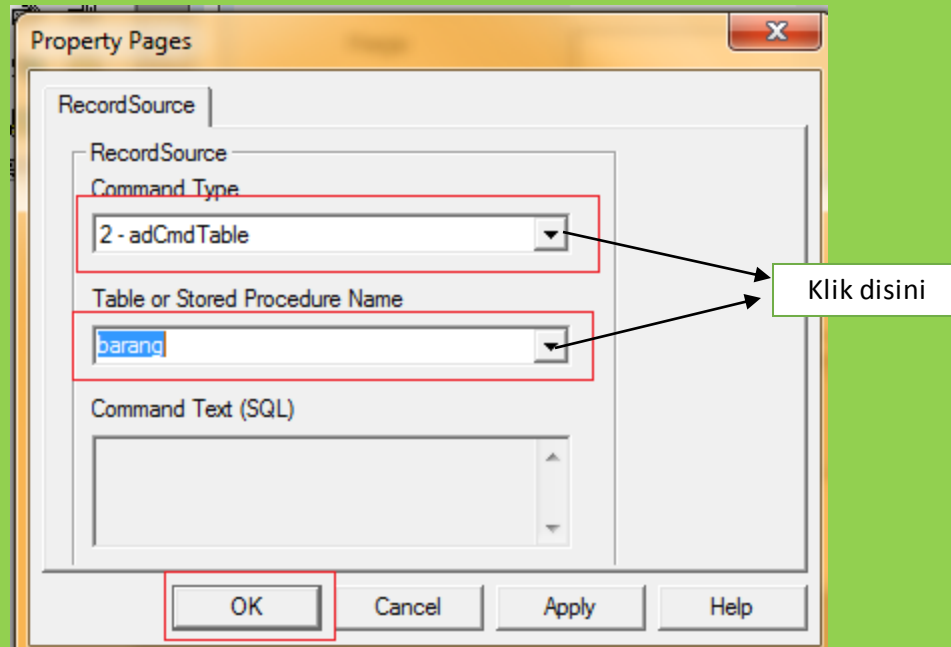 Property Pages
RecordSource
RecordSource
Command Type
2 - adCmdTable
Table or Stored Procedure Name
barang
Command Text (SQL)
OK Cancel Apply Help
Klik disini